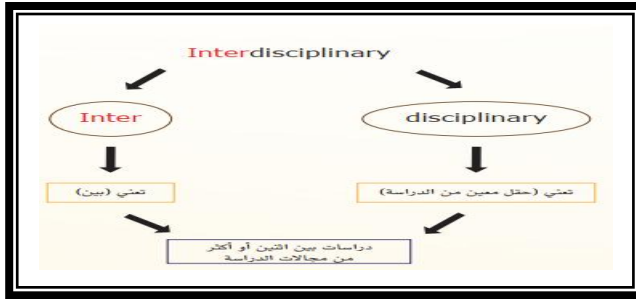 Interdisciplinary
Inter
disciplinary
تعني (بين)
تعني (حقل معين من الدراسة)
دراسات بين اثنين أو أكثر
من مجالات الدراسة